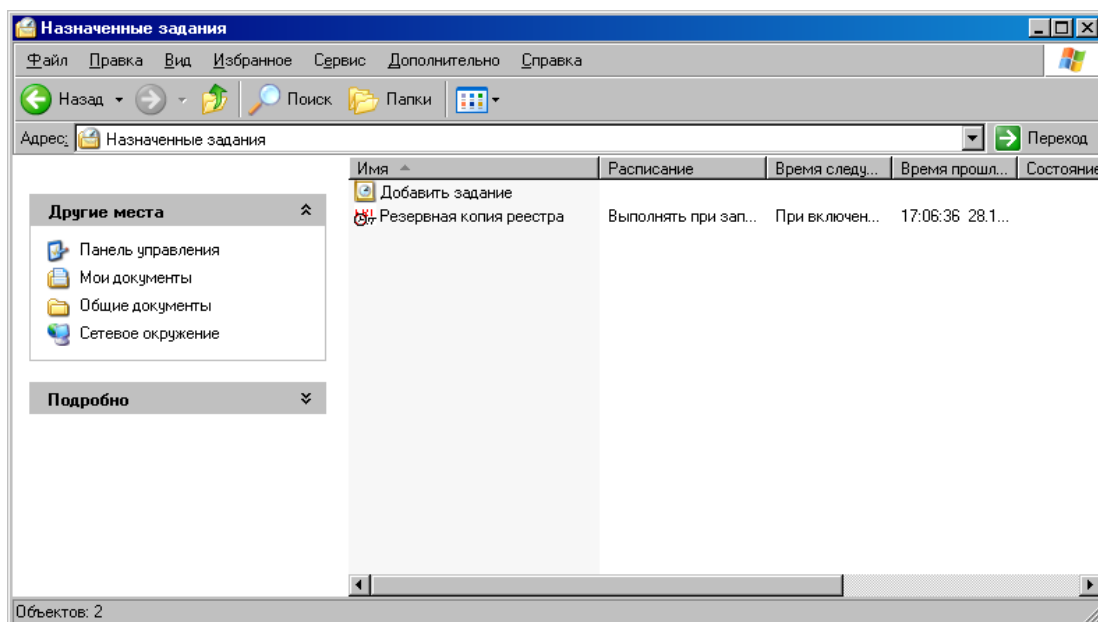 Назначенные задания
Файл Правка Вид Избранное Сервис Дополнительно Справка
Назад Поиск Папки
Адрес: Назначенные задания Переход
Имя Расписание Время следу... Время прошл... Состояние
Добавить задание
Резервная копия реестра Выполнять при зап... При включен... 17:06:36 28.1...
Другие места
Панель управления
Мои документы
Общие документы
Сетевое окружение
Подробно
Объектов: 2